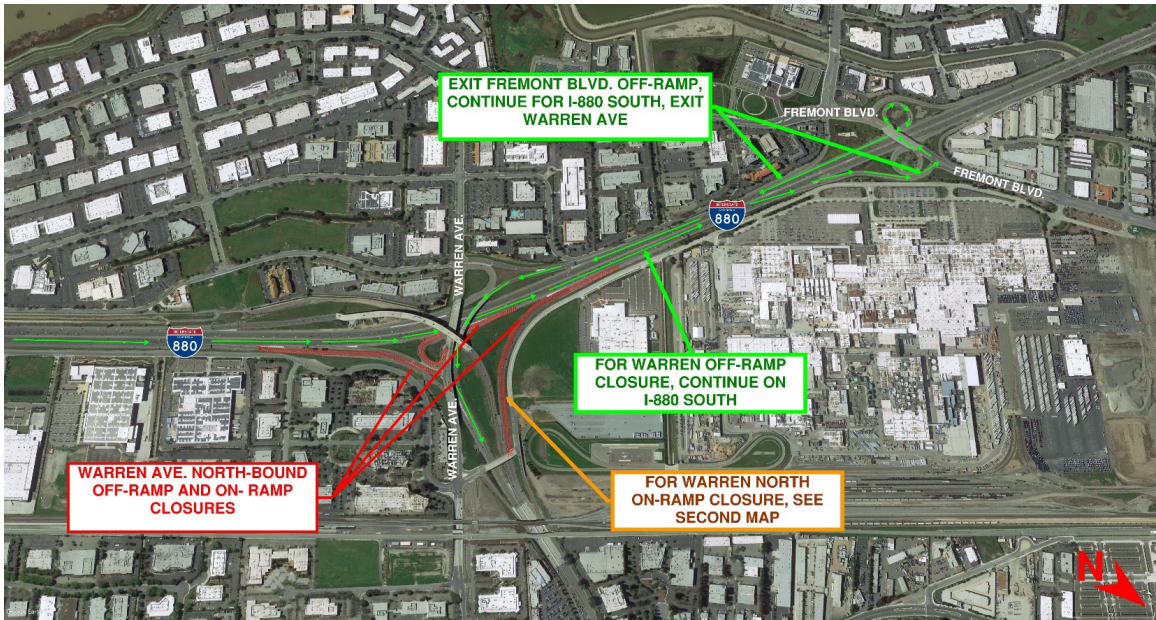 EXIT FREMONT BLVD. OFF-RAMP,
CONTINUE FOR I-880 SOUTH, EXIT
WARREN AVE
FREMONT BLVD.
FREMONT BLVD.
INTERSTATE
880
WARREN AVE.
INTERSTATE
880
FOR WARREN OFF-RAMP
CLOSURE, CONTINUE ON
I-880 SOUTH
WARREN AVE.
WARREN AVE. NORTH-BOUND
OFF-RAMP AND ON- RAMP
CLOSURES
FOR WARREN NORTH
ON-RAMP CLOSURE, SEE
SECOND MAP
N